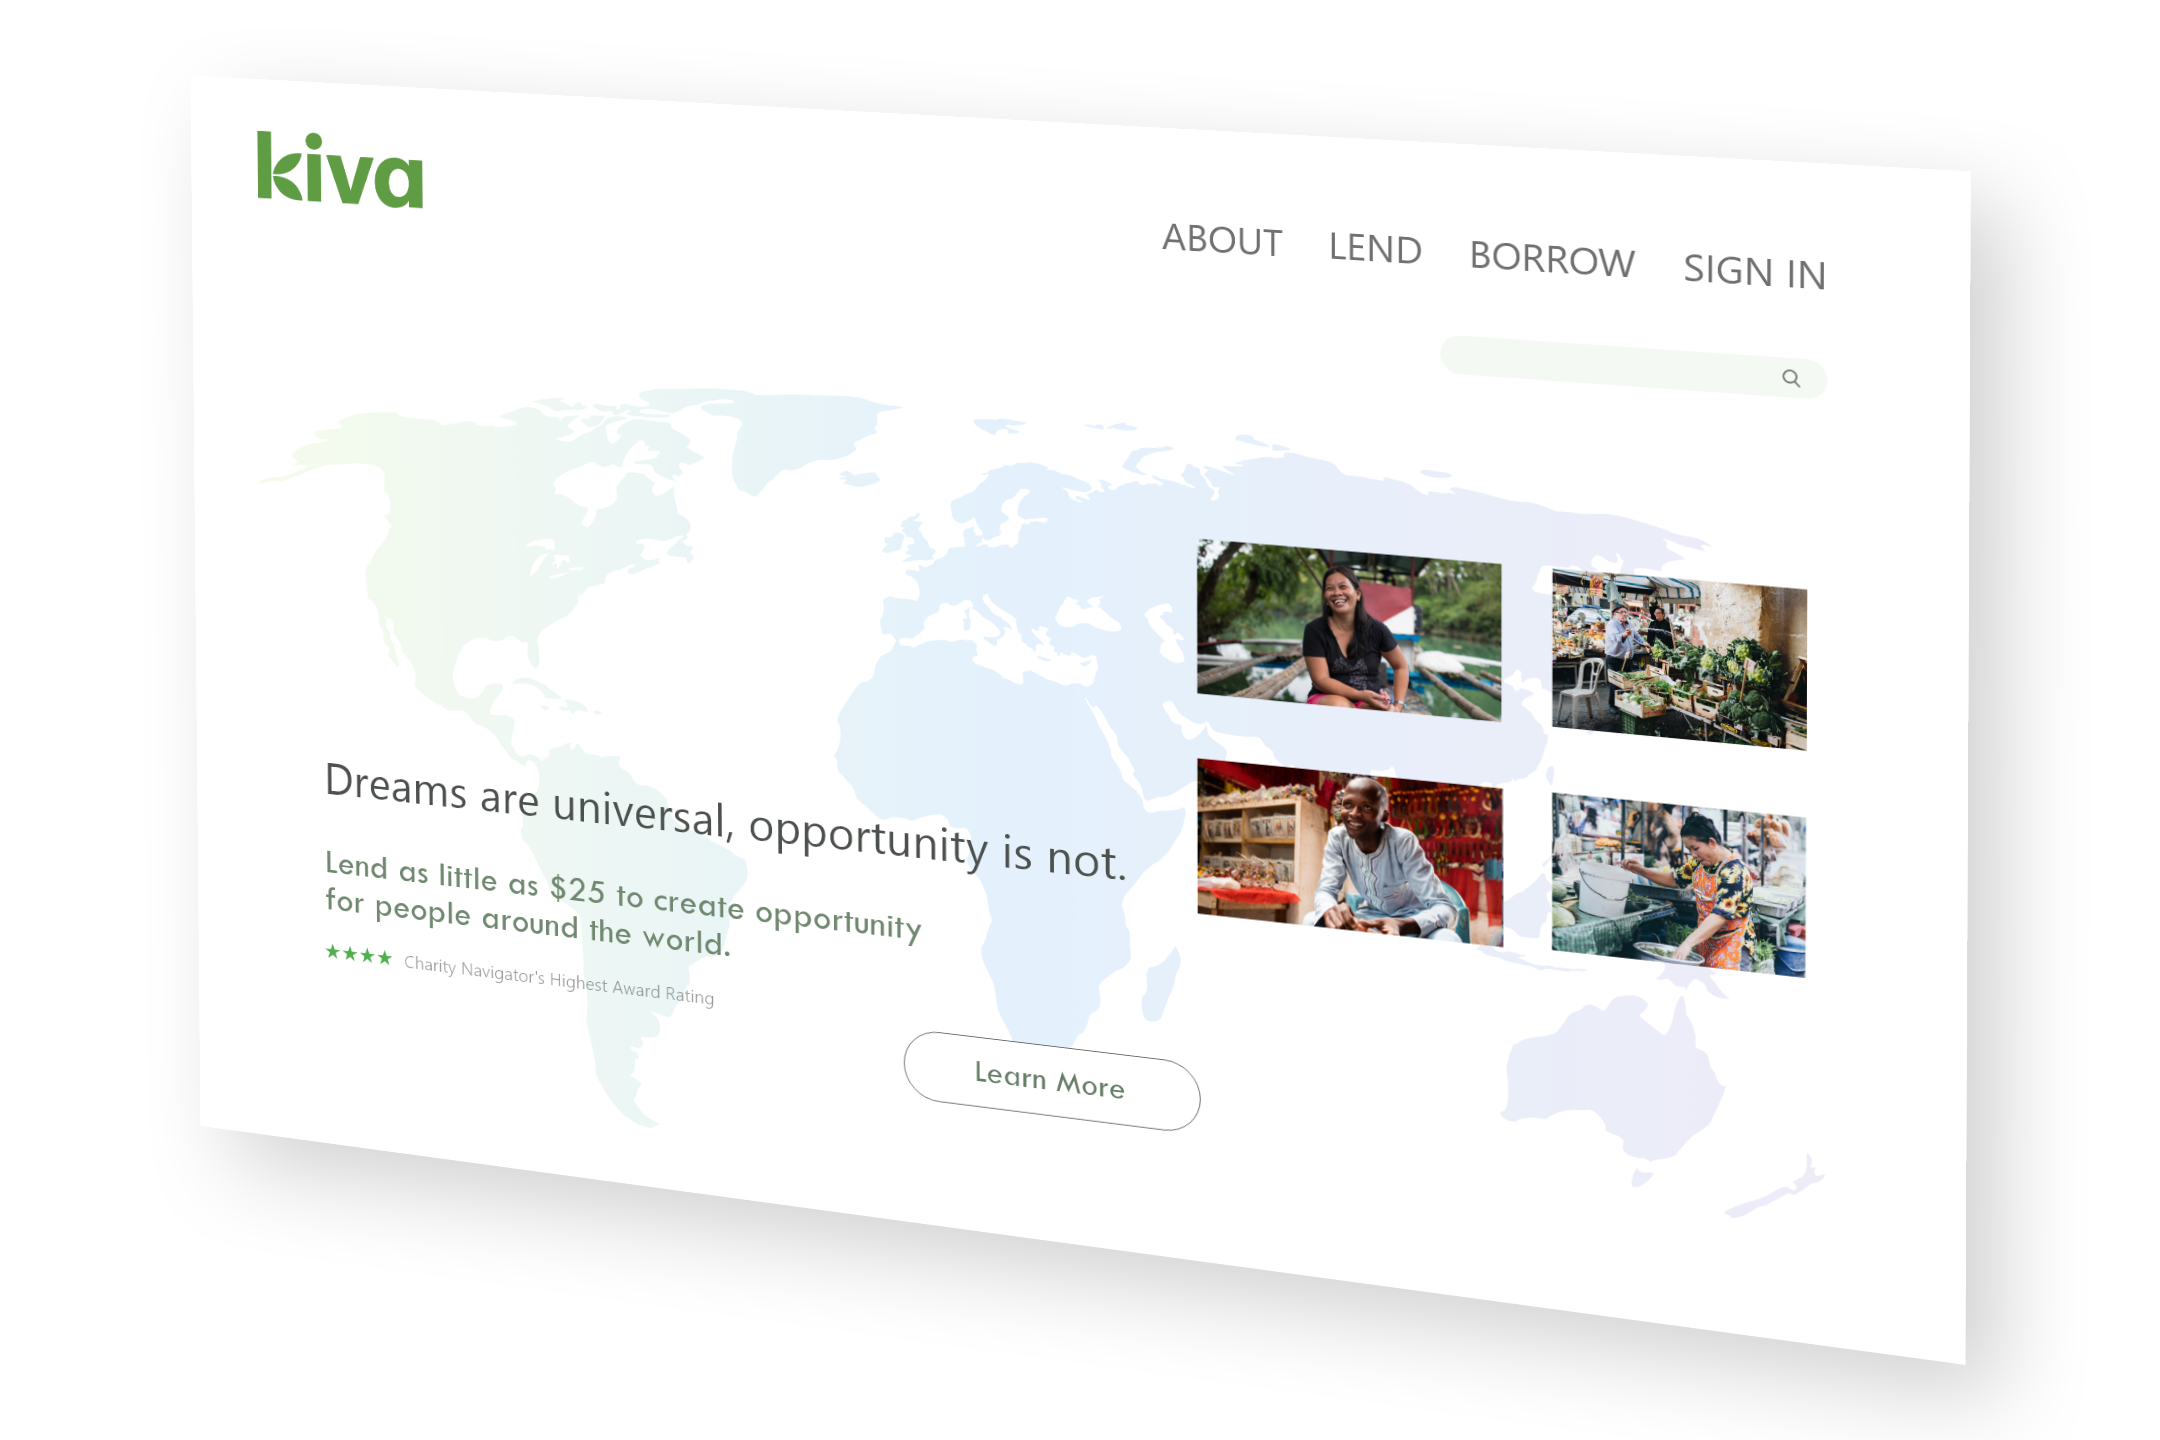 kiva
ABOUT LEND BORROW SIGN IN
Dreams are universal, opportunity is not.
Lend as little as $25 to create opportunity
for people around the world.
★★★★ Charity Navigator's Highest Award Rating
Learn More